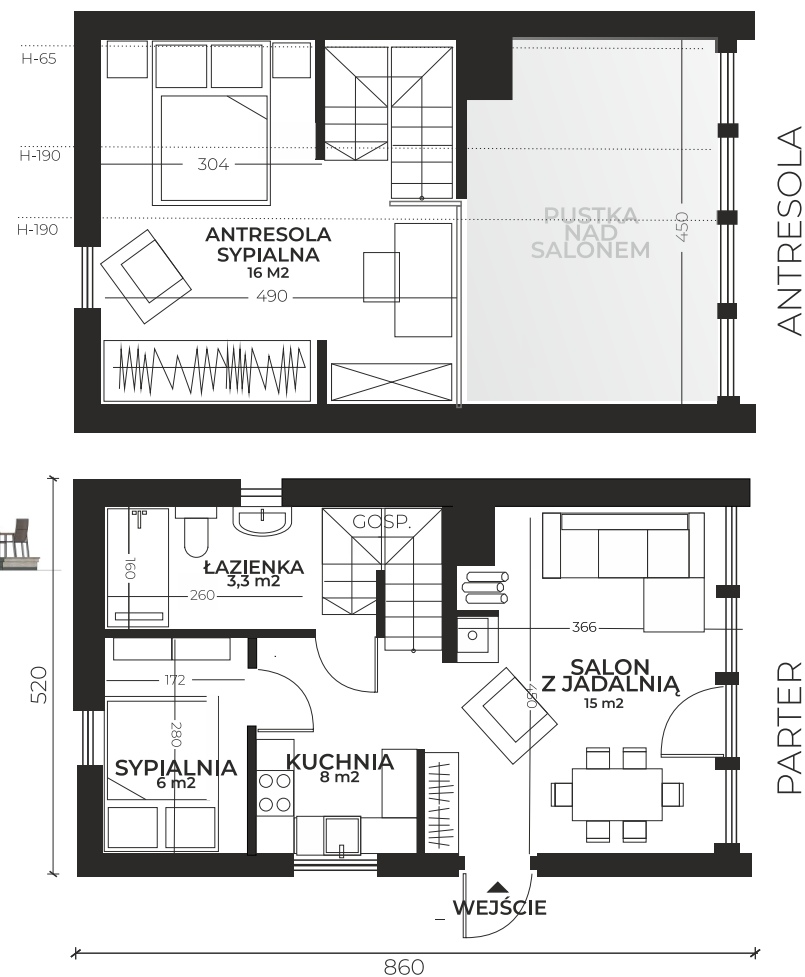 H-65
H-190
H-190
304
ANTRESOLA
SYPIALNA
16 M2
490
PUSTKA
NAD
SALONEM
450
ANTRESOLA
GOSP.
ŁAZIENKA
3,3 m2
160
260
366
SALON
Z JADALNIĄ
15 m2
450
172
280
SYPIALNIA
6 m2
KUCHNIA
8 m2
520
PARTER
WEJŚCIE
860